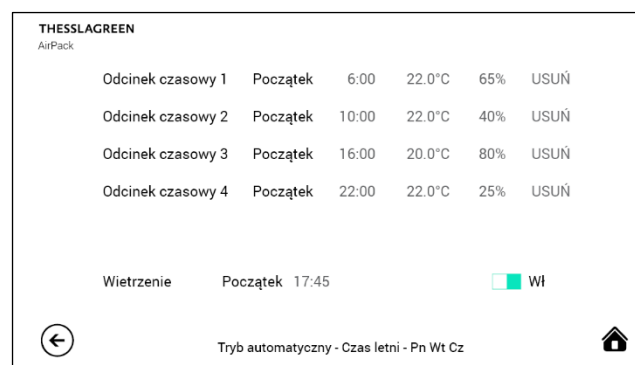 THESSLAGREEN
AirPack
Odcinek czasowy 1 Początek 6:00 22.0°C 65% USUŃ
Odcinek czasowy 2 Początek 10:00 22.0°C 40% USUŃ
Odcinek czasowy 3 Początek 16:00 20.0°C 80% USUŃ
Odcinek czasowy 4 Początek 22:00 22.0°C 25% USUŃ
Wietrzenie Początek 17:45 Wł
Tryb automatyczny - Czas letni - Pn Wt Cz